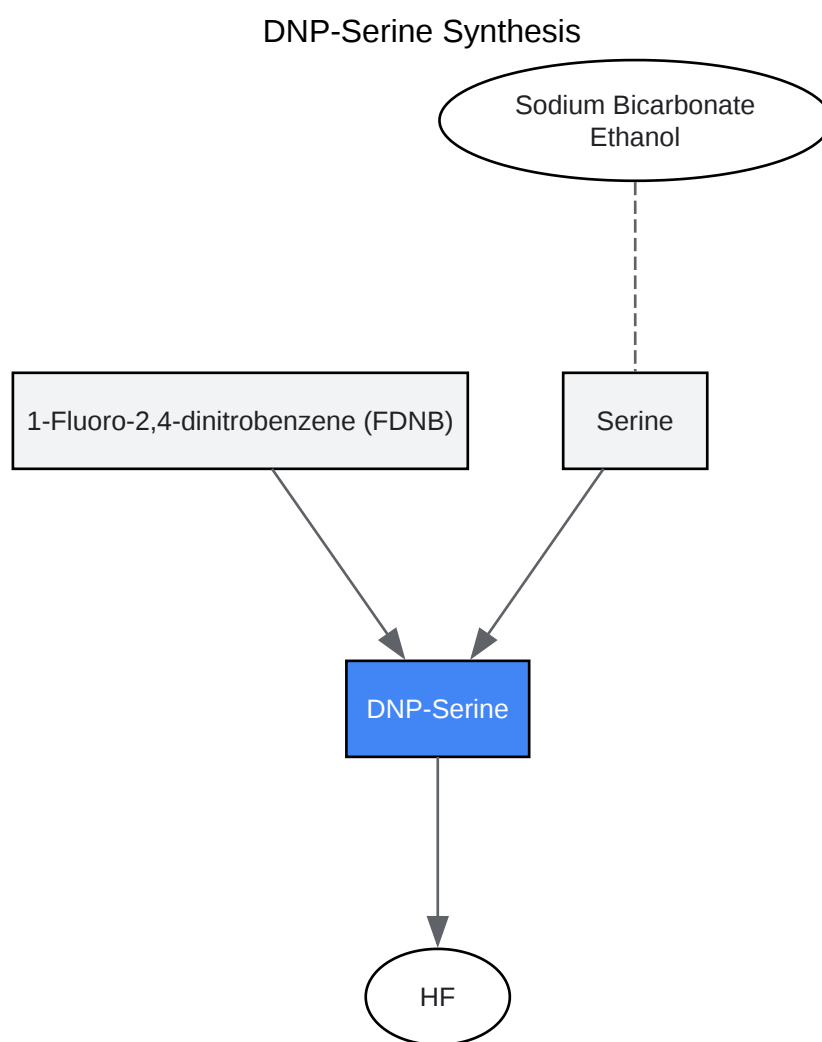 DNP-Serine Synthesis
Sodium Bicarbonate
Ethanol
1-Fluoro-2,4-dinitrobenzene (FDNB)
Serine
DNP-Serine
HF